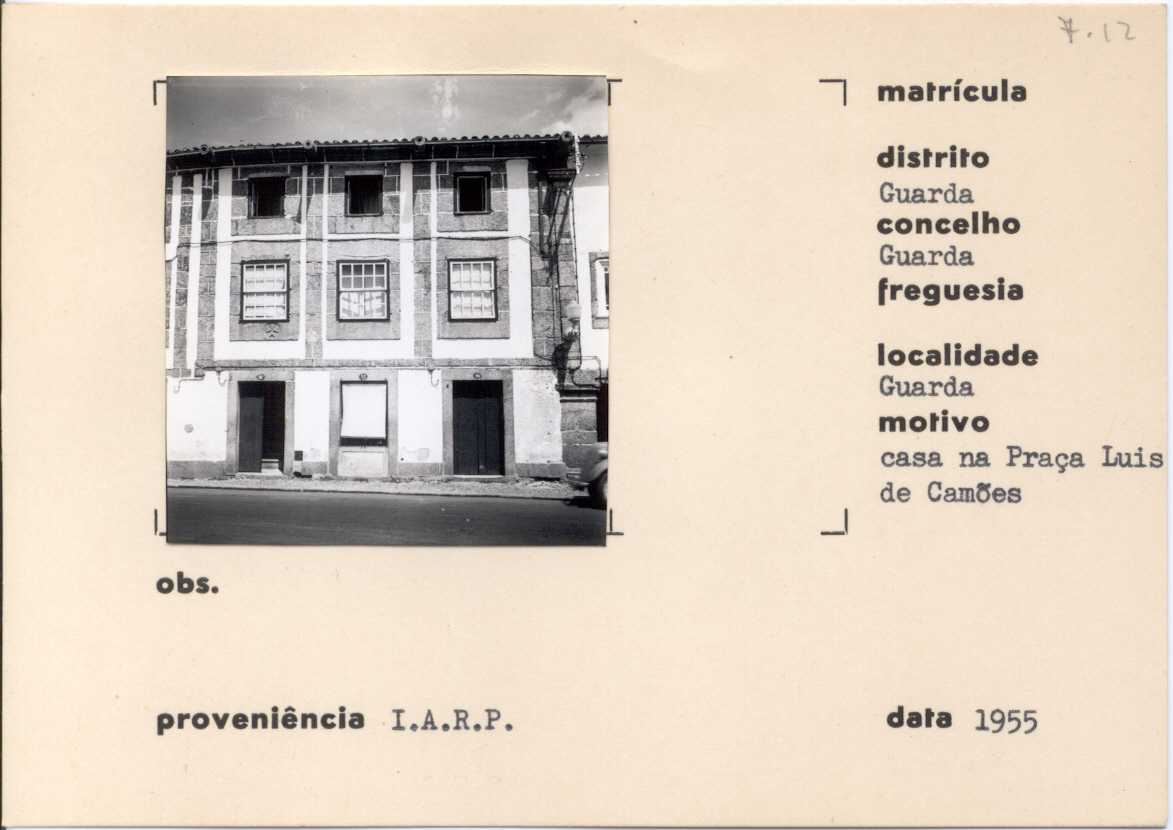 7.12
matrícula
distrito
Guarda
concelho
Guarda
freguesia
localidade
Guarda
motivo
casa na Praça Luis
de Camões
obs.
proveniência I.A.R.P.
data 1955